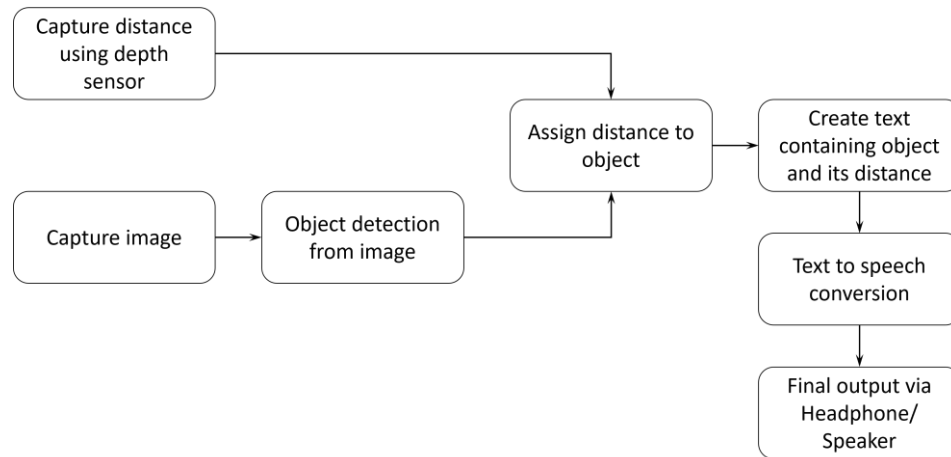 Capture distance
using depth
sensor
Assign distance to
object
Create text
containing object
and its distance
Capture image
Object detection
from image
Text to speech
conversion
Final output via
Headphone/
Speaker